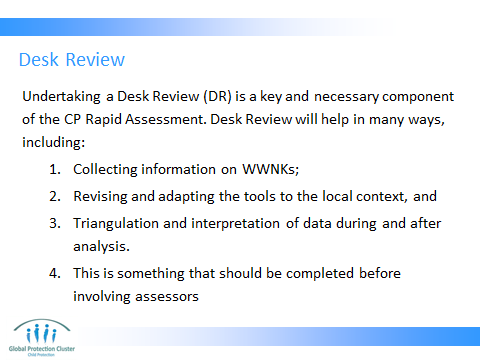 Desk Review
Undertaking a Desk Review (DR) is a key and necessary component
of the CP Rapid Assessment. Desk Review will help in many ways,
including:
1. Collecting information on WWNKs;
2. Revising and adapting the tools to the local context, and
3. Triangulation and interpretation of data during and after
analysis.
4. This is something that should be completed before
involving assessors
Global Protection Cluster
Child Protection